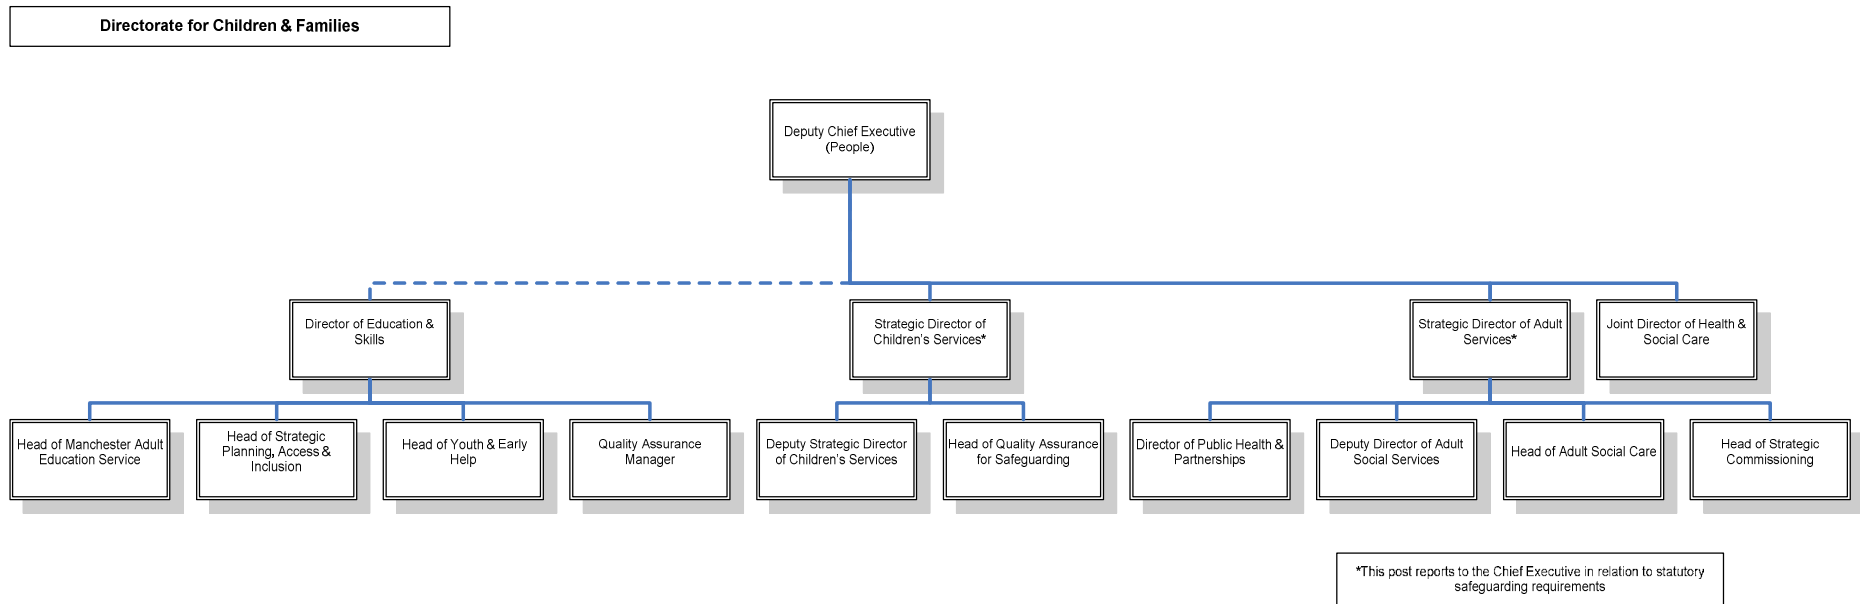 Directorate for Children & Families
Deputy Chief Executive
(People)
Director of Education &
Skills
Strategic Director of
Children's Services*
Strategic Director of Adult
Services*
Joint Director of Health &
Social Care
Head of Manchester Adult
Education Service
Head of Strategic
Planning, Access &
Inclusion
Head of Youth & Early
Help
Quality Assurance
Manager
Deputy Strategic Director
of Children's Services
Head of Quality Assurance
for Safeguarding
Director of Public Health &
Partnerships
Deputy Director of Adult
Social Services
Head of Adult Social Care
Head of Strategic
Commissioning
*This post reports to the Chief Executive in relation to statutory
safeguarding requirements